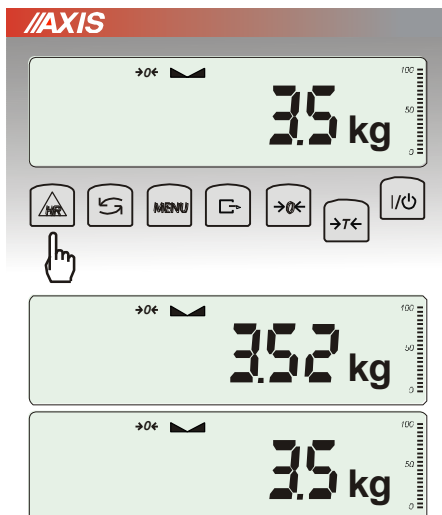 AXIS
→0← 100
50
3.5 kg
0
HR MENU →0← →T← I/⏻
→0← 100
50
3.52 kg
0
→0← 100
50
3.5 kg
0